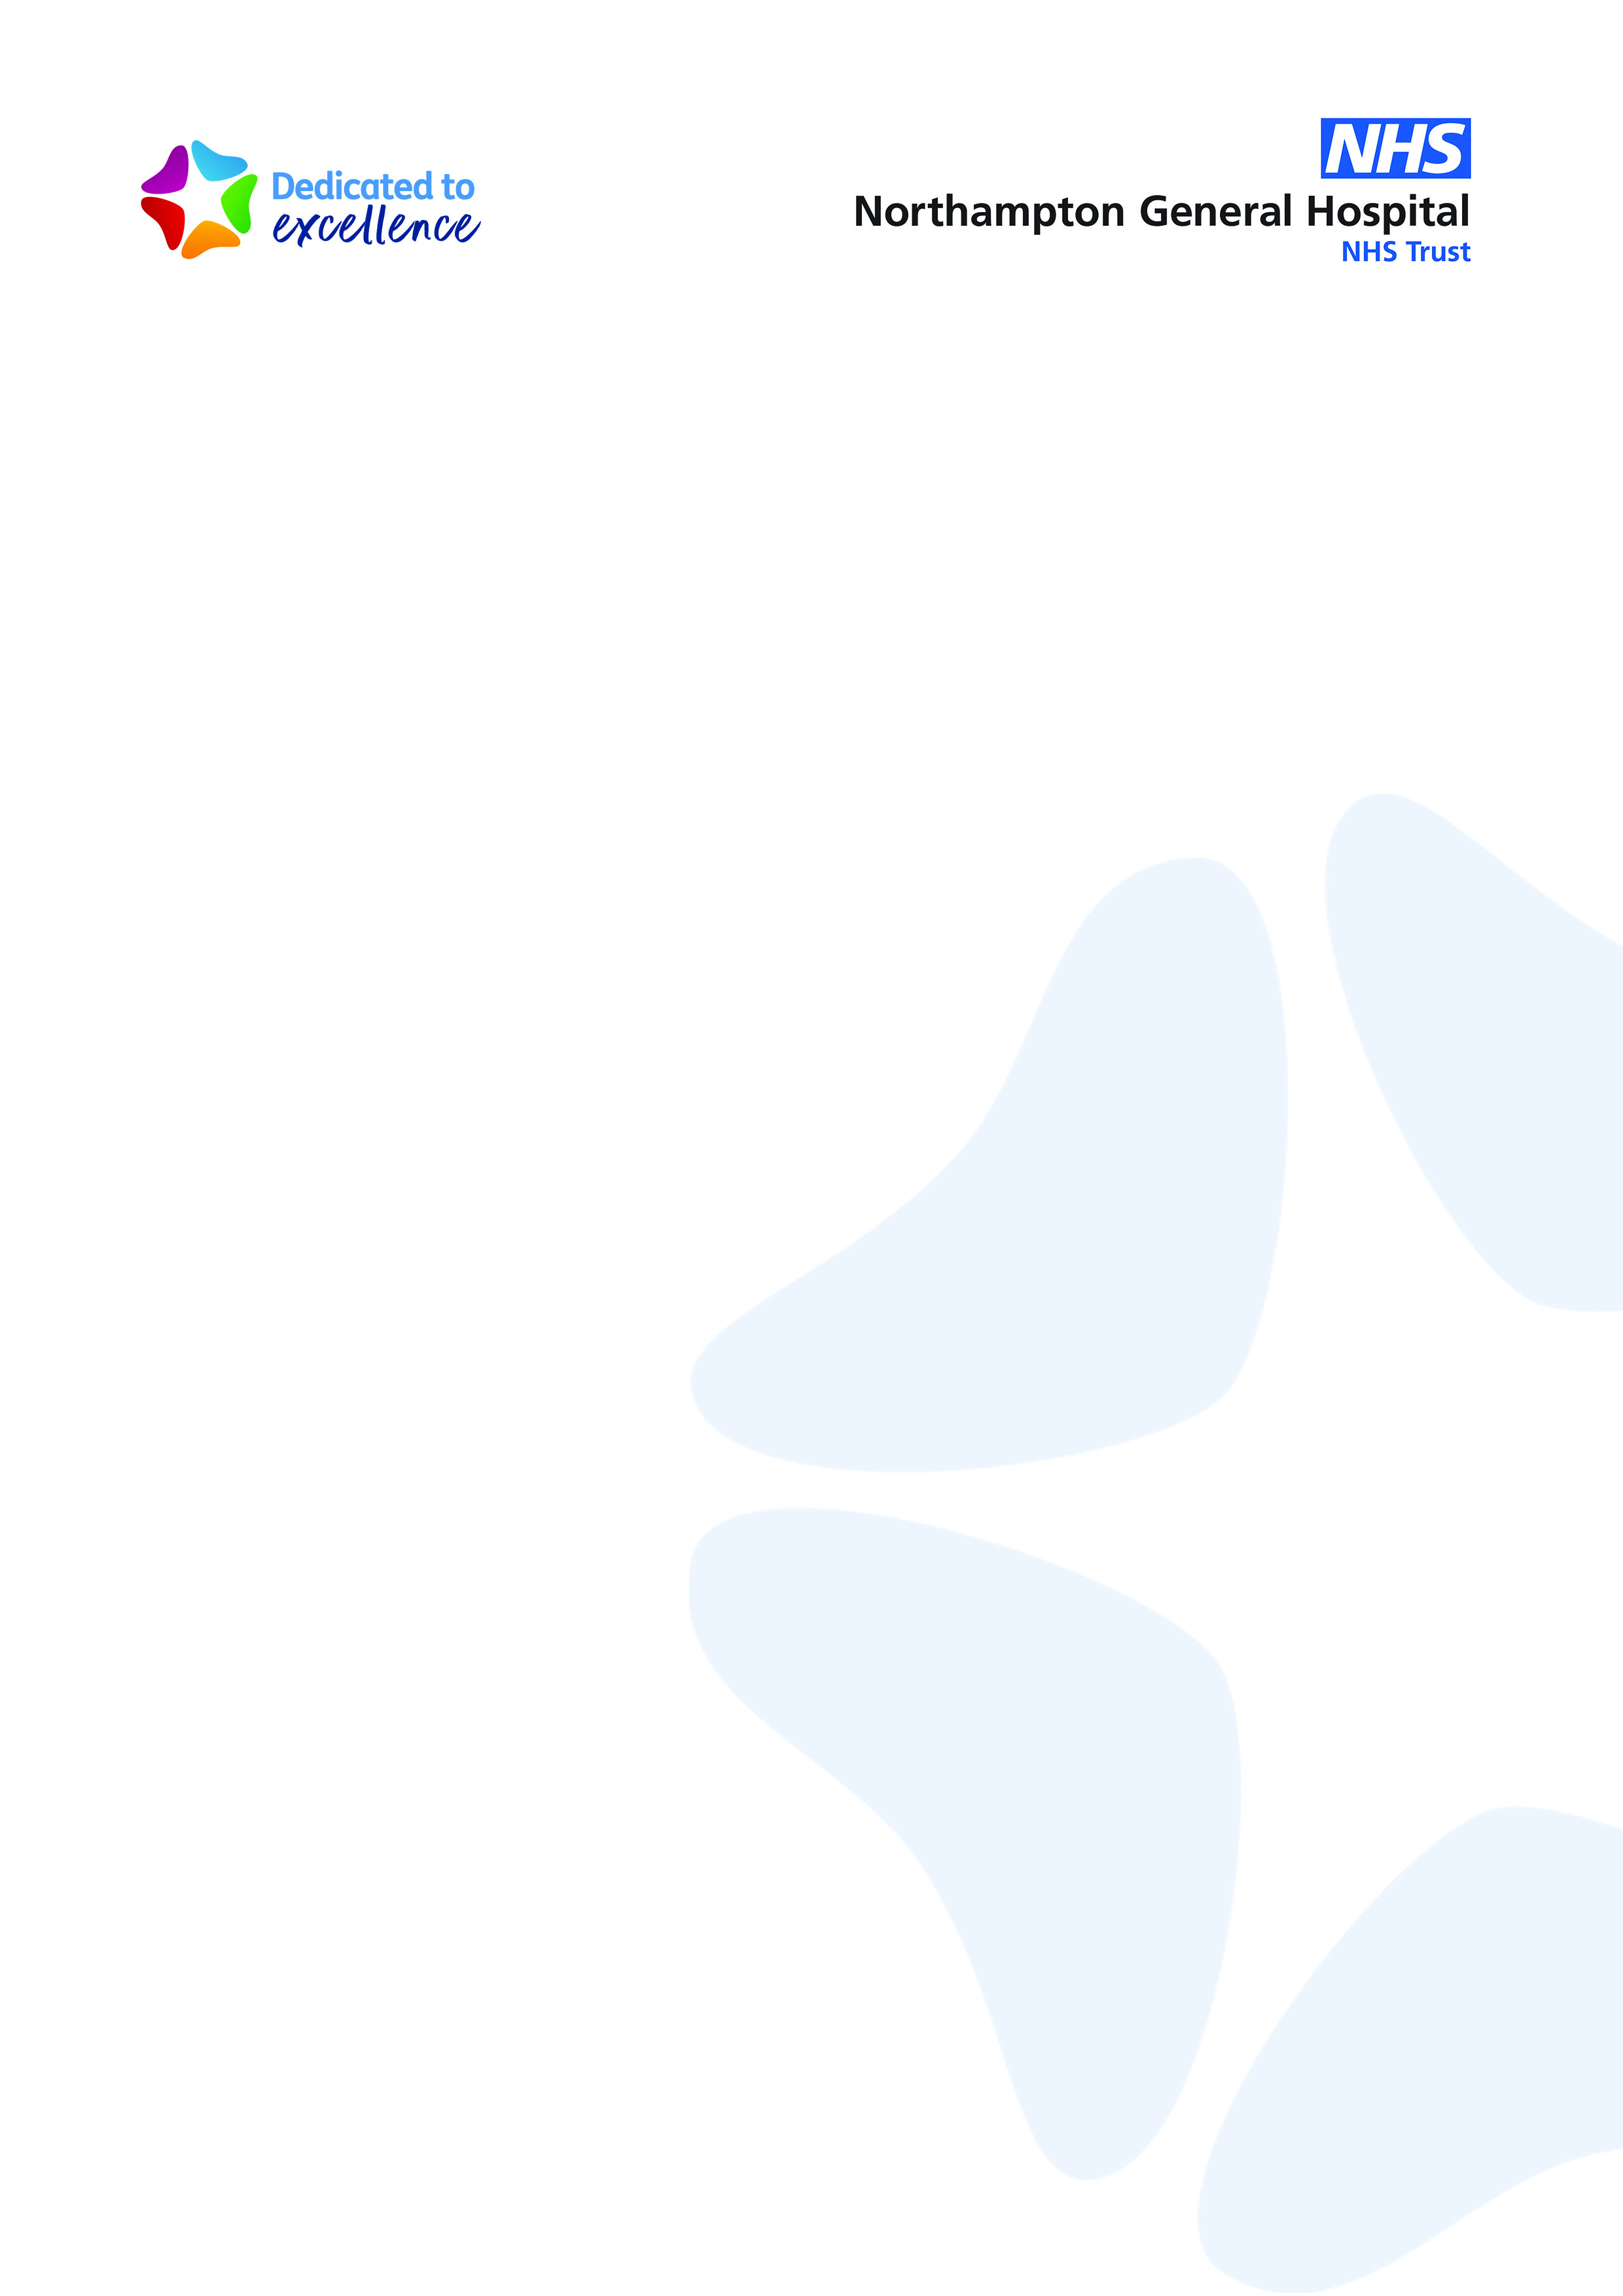 Dedicated to
excellence
NHS
Northampton General Hospital
NHS Trust